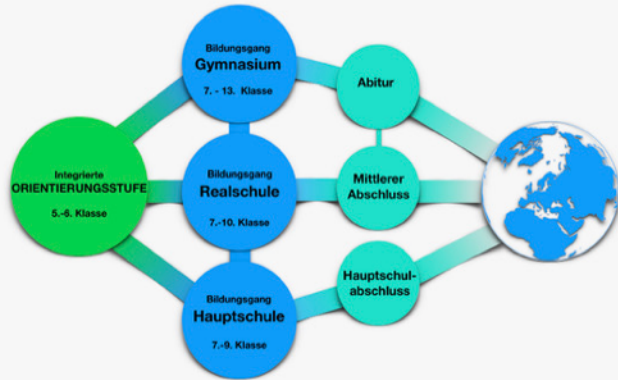 Integrierte
ORIENTIERUNGSSTUFE
5.-6. Klasse
Bildungsgang
Gymnasium
7. - 13. Klasse
Bildungsgang
Realschule
7.-10. Klasse
Bildungsgang
Hauptschule
7.-9. Klasse
Abitur
Mittlerer
Abschluss
Hauptschul-
abschluss